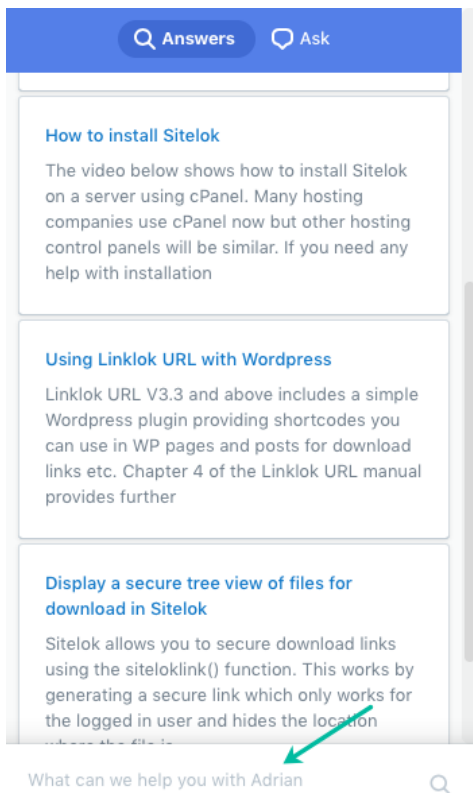 Answers Ask
How to install Sitelok
The video below shows how to install Sitelok
on a server using cPanel. Many hosting
companies use cPanel now but other hosting
control panels will be similar. If you need any
help with installation
Using Linklok URL with Wordpress
Linklok URL V3.3 and above includes a simple
Wordpress plugin providing shortcodes you
can use in WP pages and posts for download
links etc. Chapter 4 of the Linklok URL manual
provides further
Display a secure tree view of files for
download in Sitelok
Sitelok allows you to secure download links
using the siteloklink() function. This works by
generating a secure link which only works for
the logged in user and hides the location
where the file is
What can we help you with Adrian